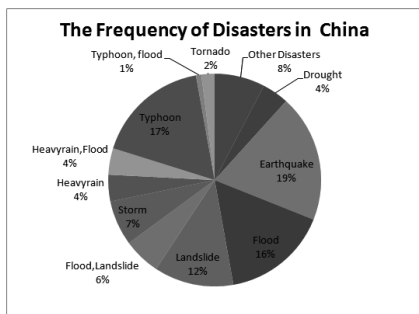 The Frequency of Disasters in China
Typhoon, flood
1%
Tornado
2%
Other Disasters
8%
Drought
4%
Earthquake
19%
Flood
16%
Landslide
12%
Flood,Landslide
6%
Storm
7%
Heavyrain
4%
Heavyrain,Flood
4%
Typhoon
17%